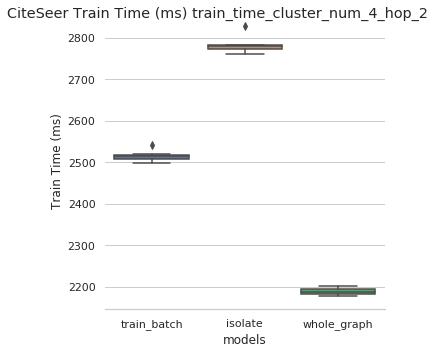 CiteSeer Train Time (ms) train_time_cluster_num_4_hop_2
2800
2700
2600
2500
2400
2300
2200
Train Time (ms)
train_batch isolate whole_graph
models